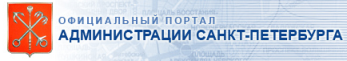 ОФИЦИАЛЬНЫЙ ПОРТАЛ
АДМИНИСТРАЦИИ САНКТ-ПЕТЕРБУРГА